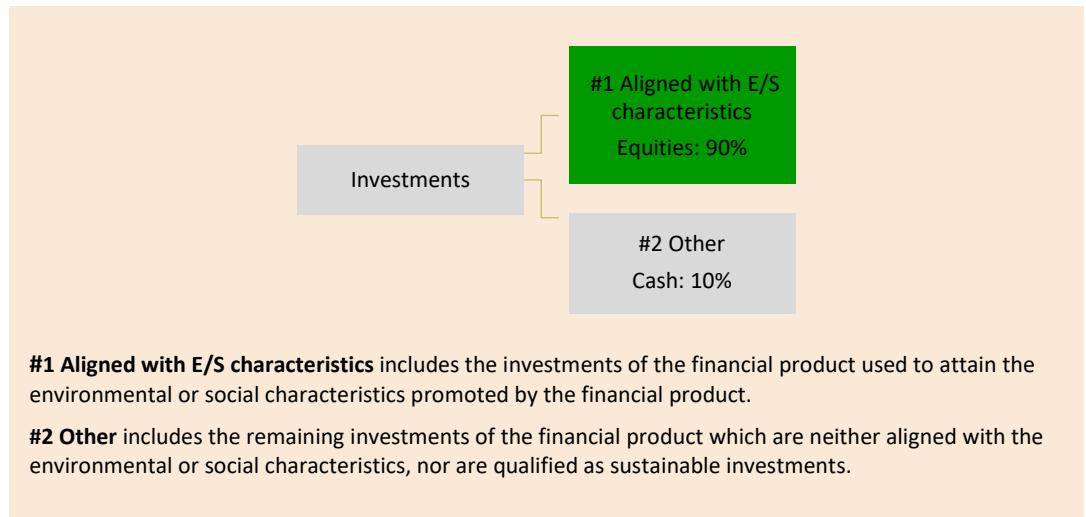 #1 Aligned with E/S
characteristics
Equities: 90%
Investments
#2 Other
Cash: 10%
#1 Aligned with E/S characteristics includes the investments of the financial product used to attain the
environmental or social characteristics promoted by the financial product.
#2 Other includes the remaining investments of the financial product which are neither aligned with the
environmental or social characteristics, nor are qualified as sustainable investments.